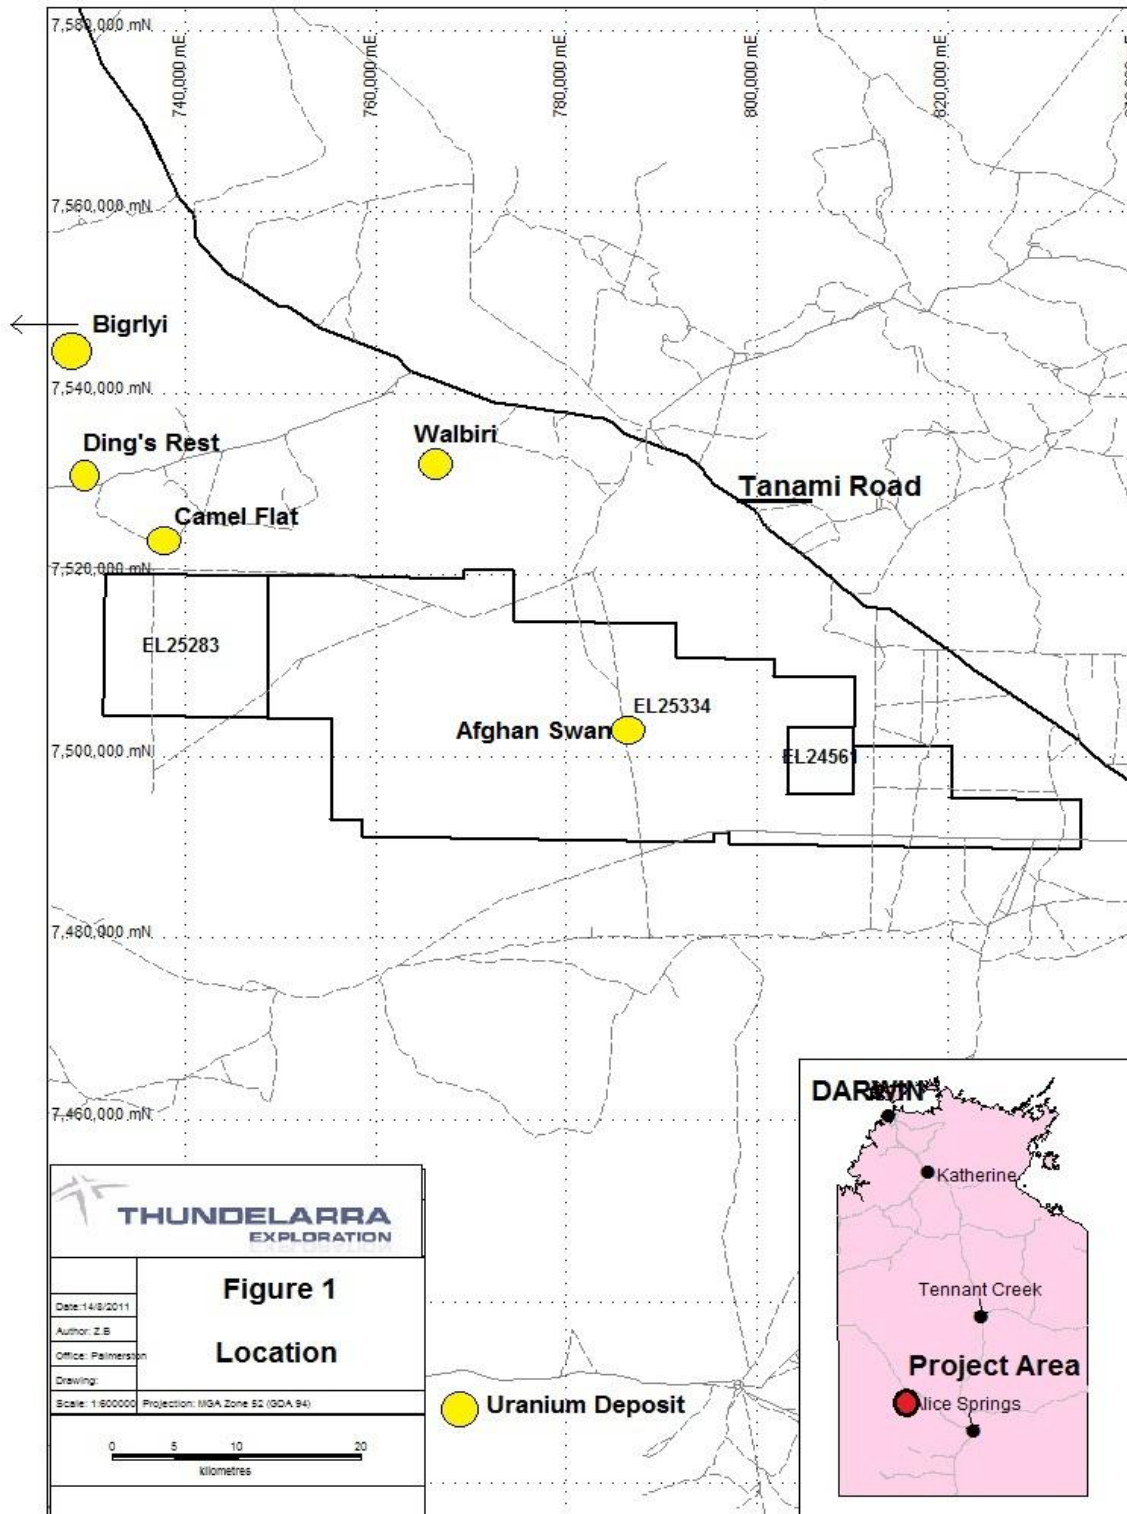 7,580,000 mN
740,000 mE
760,000 mE
780,000 mE
800,000 mE
820,000 mE
7,560,000 mN
Bigrlyi
7,540,000 mN
Ding's Rest
Walbiri
Tanami Road
Camel Flat
7,520,000 mN
EL25283
EL25334
Afghan Swan
7,500,000 mN
EL24561
7,480,000 mN
7,460,000 mN
DARWIN
Katherine
Tennant Creek
Project Area
Alice Springs
THUNDELARRA
EXPLORATION
Figure 1
Date:14/8/2011
Author: Z.B
Location
Office: Palmerston
Drawing:
Scale: 1:600000 Projection: MGA Zone 52 (GDA 94)
0 5 10 20
kilometres
Uranium Deposit